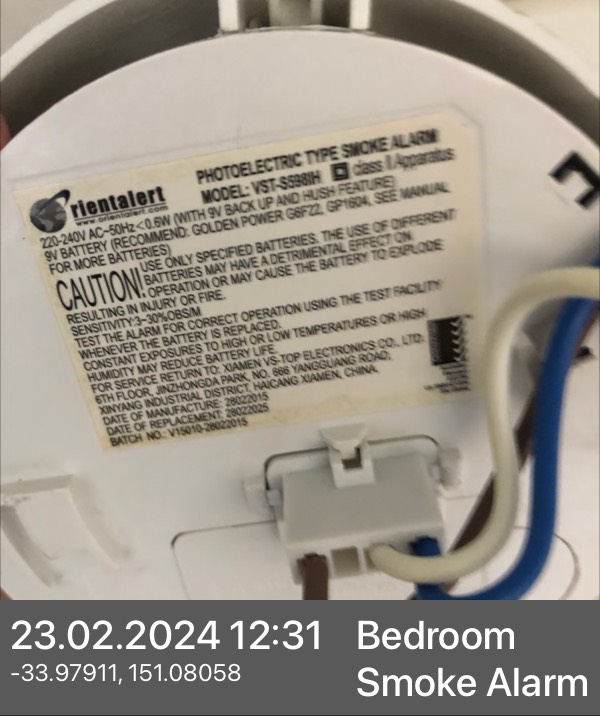 PHOTOELECTRIC TYPE SMOKE ALARM
rientalert
www.orientalert.com
MODEL: VST-S598IH class II Apparatus
220-240V AC~50Hz<0.6W (WITH 9V BACK UP AND HUSH FEATURE)
9V BATTERY (RECOMMEND: GOLDEN POWER G6F22, GP1604, SEE MANUAL
FOR MORE BATTERIES)
CAUTION! USE ONLY SPECIFIED BATTERIES. THE USE OF DIFFERENT
BATTERIES MAY HAVE A DETRIMENTAL EFFECT ON
OPERATION OR MAY CAUSE THE BATTERY TO EXPLODE
RESULTING IN INJURY OR FIRE.
SENSITIVITY:3~30%OBS/M
TEST THE ALARM FOR CORRECT OPERATION USING THE TEST FACILITY
WHENEVER THE BATTERY IS REPLACED.
CONSTANT EXPOSURES TO HIGH OR LOW TEMPERATURES OR HIGH
HUMIDITY MAY REDUCE BATTERY LIFE
FOR SERVICE RETURN TO: XIAMEN VS-TOP ELECTRONICS CO., LTD.
6TH FLOOR, JINZHONGDA PARK, NO. 666 YANGGUANG ROAD,
XINYANG INDUSTRIAL DISTRICT, HAICANG XIAMEN, CHINA.
DATE OF MANUFACTURE: 28022015
DATE OF REPLACEMENT: 28022025
BATCH NO.: V15010-28022015
23.02.2024 12:31
-33.97911, 151.08058
Bedroom
Smoke Alarm